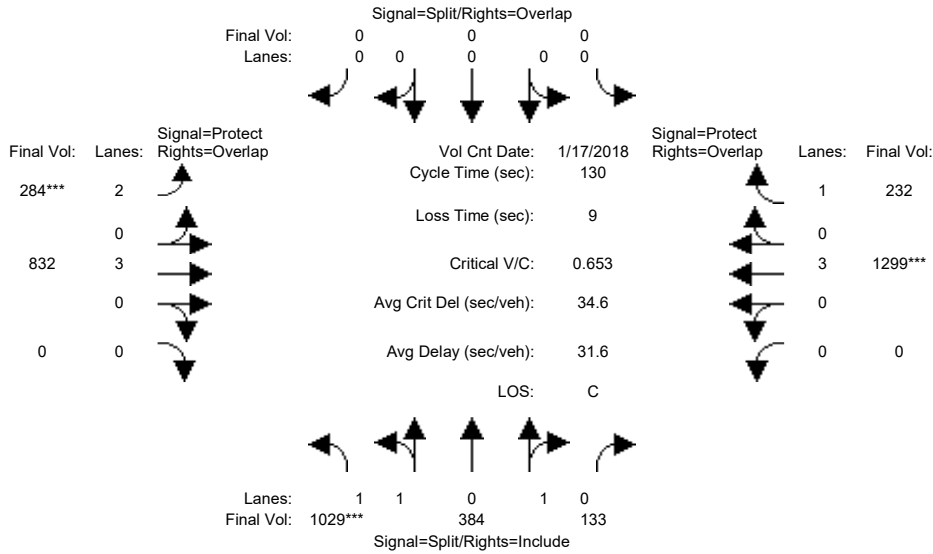 Signal=Split/Rights=Overlap
Final Vol: 0 0 0
Lanes: 0 0 0 0 0
Signal=Protect
Final Vol: Lanes: Rights=Overlap
Vol Cnt Date: 1/17/2018
Signal=Protect
Rights=Overlap Lanes: Final Vol:
Cycle Time (sec): 130
284*** 2
1 232
Loss Time (sec): 9
0
0
832 3
Critical V/C: 0.653
3 1299***
0
Avg Crit Del (sec/veh): 34.6
0
0 0
Avg Delay (sec/veh): 31.6
0 0
LOS: C
Lanes: 1 1 0 1 0
Final Vol: 1029*** 384 133
Signal=Split/Rights=Include